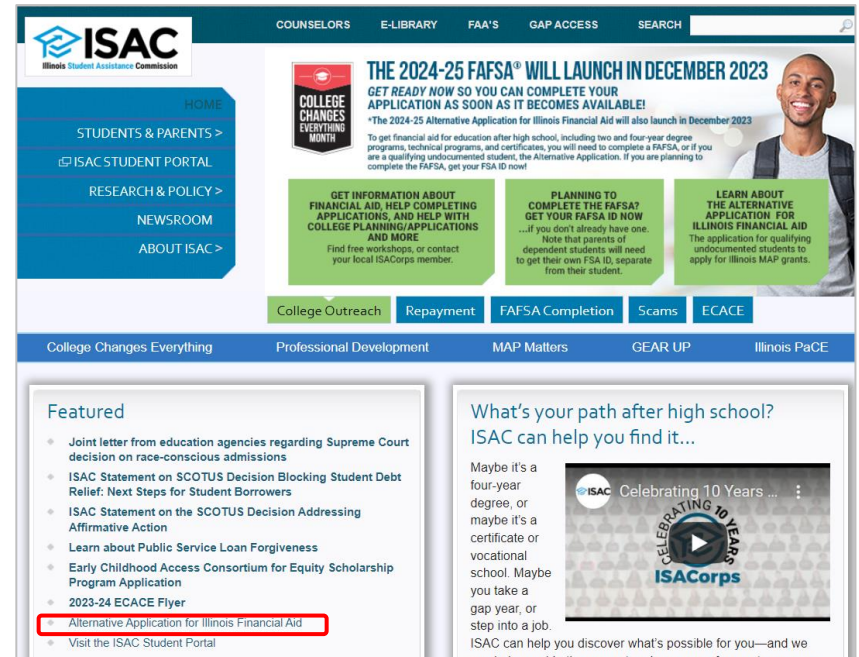 COUNSELORS E-LIBRARY FAA'S GAP ACCESS SEARCH
ISAC
Illinois Student Assistance Commission
HOME
STUDENTS & PARENTS >
ISAC STUDENT PORTAL
RESEARCH & POLICY >
NEWSROOM
ABOUT ISAC >
COLLEGE
CHANGES
EVERYTHING
MONTH
THE 2024-25 FAFSA® WILL LAUNCH IN DECEMBER 2023
GET READY NOW SO YOU CAN COMPLETE YOUR
APPLICATION AS SOON AS IT BECOMES AVAILABLE!
*The 2024-25 Alternative Application for Illinois Financial Aid will also launch in December 2023
To get financial aid for education after high school, including two and four-year degree
programs, technical programs, and certificates, you will need to complete a FAFSA, or if you
are a qualifying undocumented student, the Alternative Application. If you are planning to
complete the FAFSA, get your FSA ID now!
GET INFORMATION ABOUT
FINANCIAL AID, HELP COMPLETING
APPLICATIONS, AND HELP WITH
COLLEGE PLANNING/APPLICATIONS
AND MORE
Find free workshops, or contact
your local ISACorps member.
PLANNING TO
COMPLETE THE FAFSA?
GET YOUR FAFSA ID NOW
...if you don't already have one.
Note that parents of
dependent students will need
to get their own FSA ID, separate
from their student.
LEARN ABOUT
THE ALTERNATIVE
APPLICATION FOR
ILLINOIS FINANCIAL AID
The application for qualifying
undocumented students to
apply for Illinois MAP grants.
College Outreach Repayment FAFSA Completion Scams ECACE
College Changes Everything Professional Development MAP Matters GEAR UP Illinois PaCE
Featured
Joint letter from education agencies regarding Supreme Court
decision on race-conscious admissions
ISAC Statement on SCOTUS Decision Blocking Student Debt
Relief: Next Steps for Student Borrowers
ISAC Statement on the SCOTUS Decision Addressing
Affirmative Action
Learn about Public Service Loan Forgiveness
Early Childhood Access Consortium for Equity Scholarship
Program Application
2023-24 ECACE Flyer
Alternative Application for Illinois Financial Aid
Visit the ISAC Student Portal
What's your path after high school?
ISAC can help you find it...
Maybe it's a
four-year
degree, or
maybe it's a
certificate or
vocational
school. Maybe
you take a
gap year, or
step into a job.
ISAC can help you discover what's possible for you—and we
ISAC Celebrating 10 Years ...
CELEBRATING 10 YEARS
ISACorps